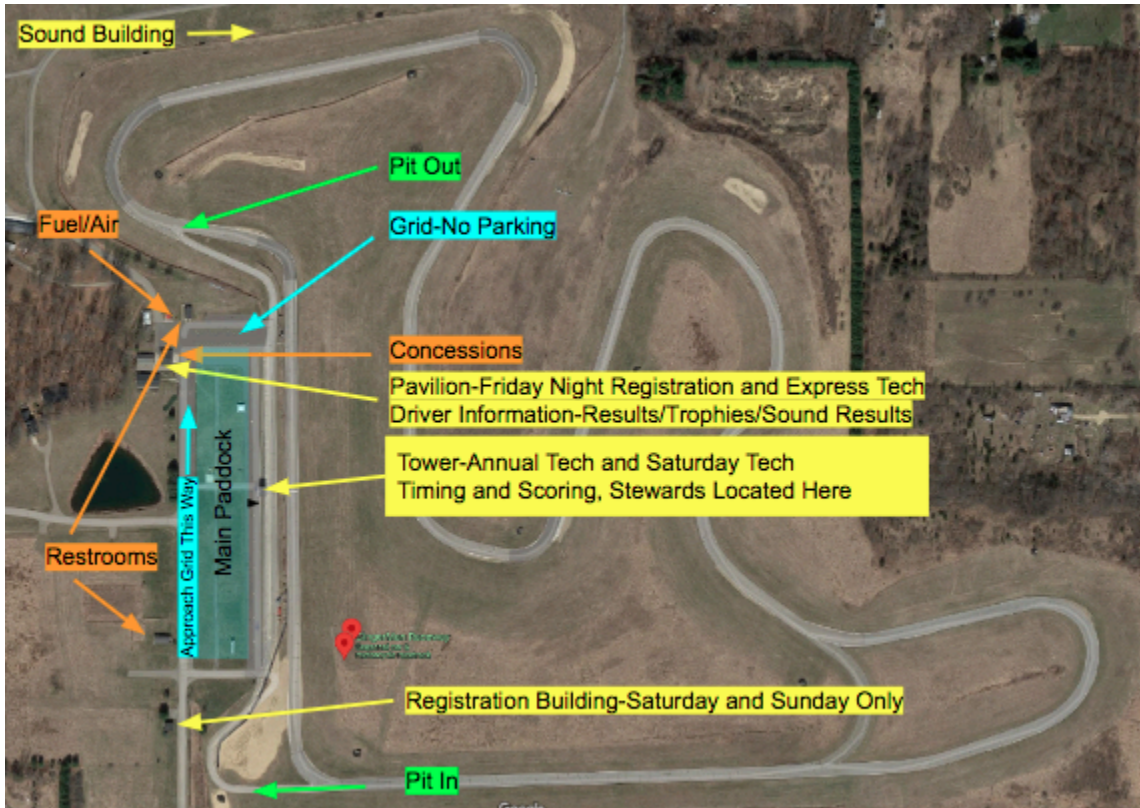 Sound Building
Pit Out
Fuel/Air
Grid-No Parking
Concessions
Pavilion-Friday Night Registration and Express Tech
Driver Information-Results/Trophies/Sound Results
Tower-Annual Tech and Saturday Tech
Timing and Scoring, Stewards Located Here
Main Paddock
Approach Grid This Way
Restrooms
Registration Building-Saturday and Sunday Only
Pit In
Google